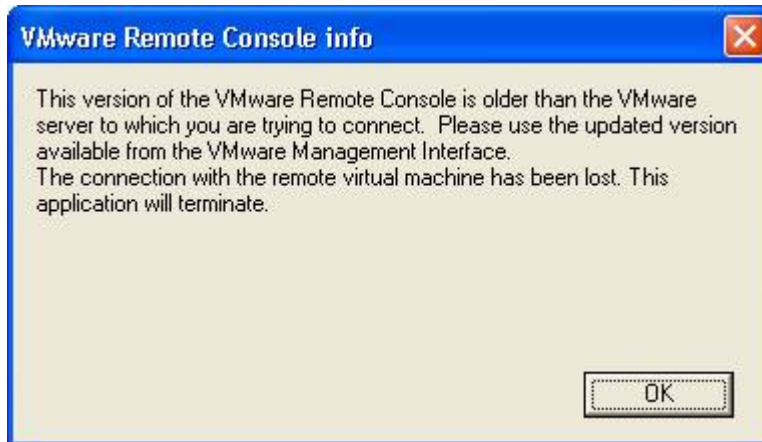 VMware Remote Console info
This version of the VMware Remote Console is older than the VMware
server to which you are trying to connect.  Please use the updated version
available from the VMware Management Interface.
The connection with the remote virtual machine has been lost. This
application will terminate.
OK